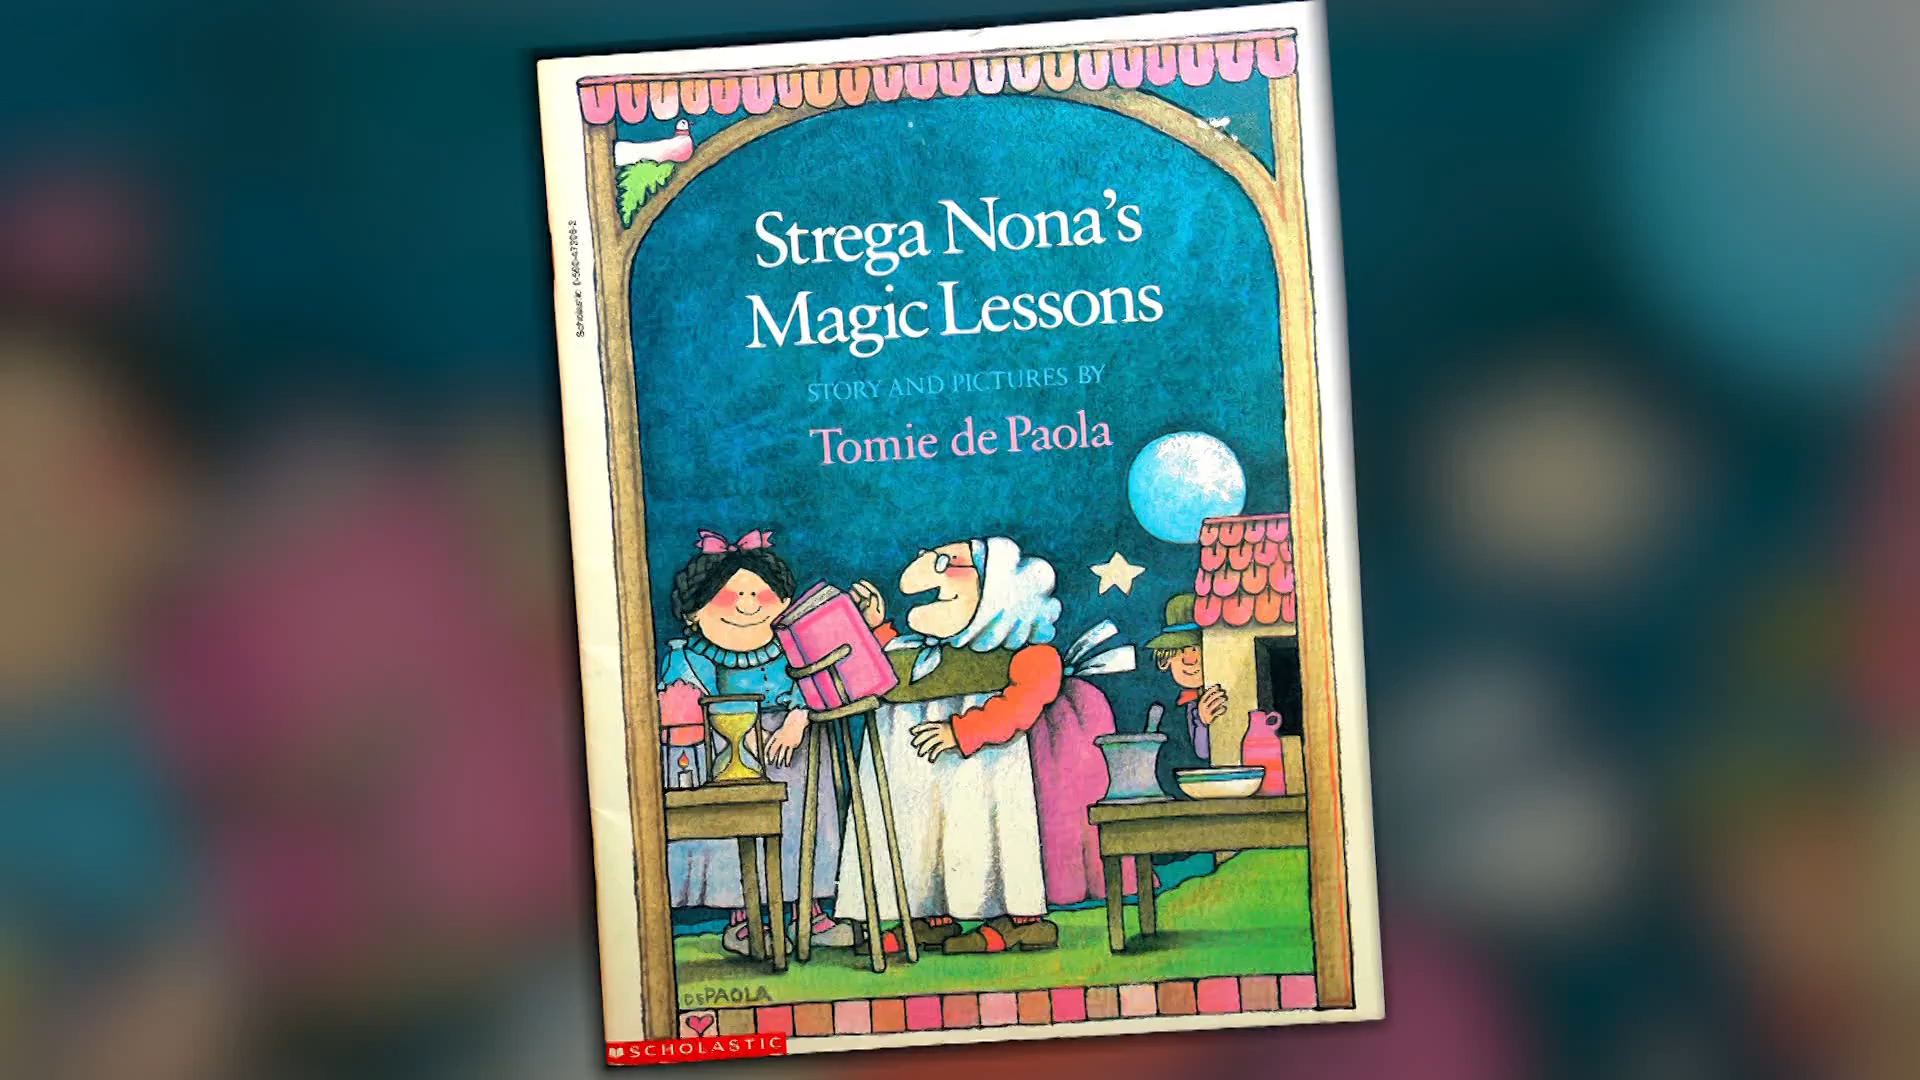 Strega Nona's
Magic Lessons
STORY AND PICTURES BY
Tomie de Paola
DePAOLA
SCHOLASTIC